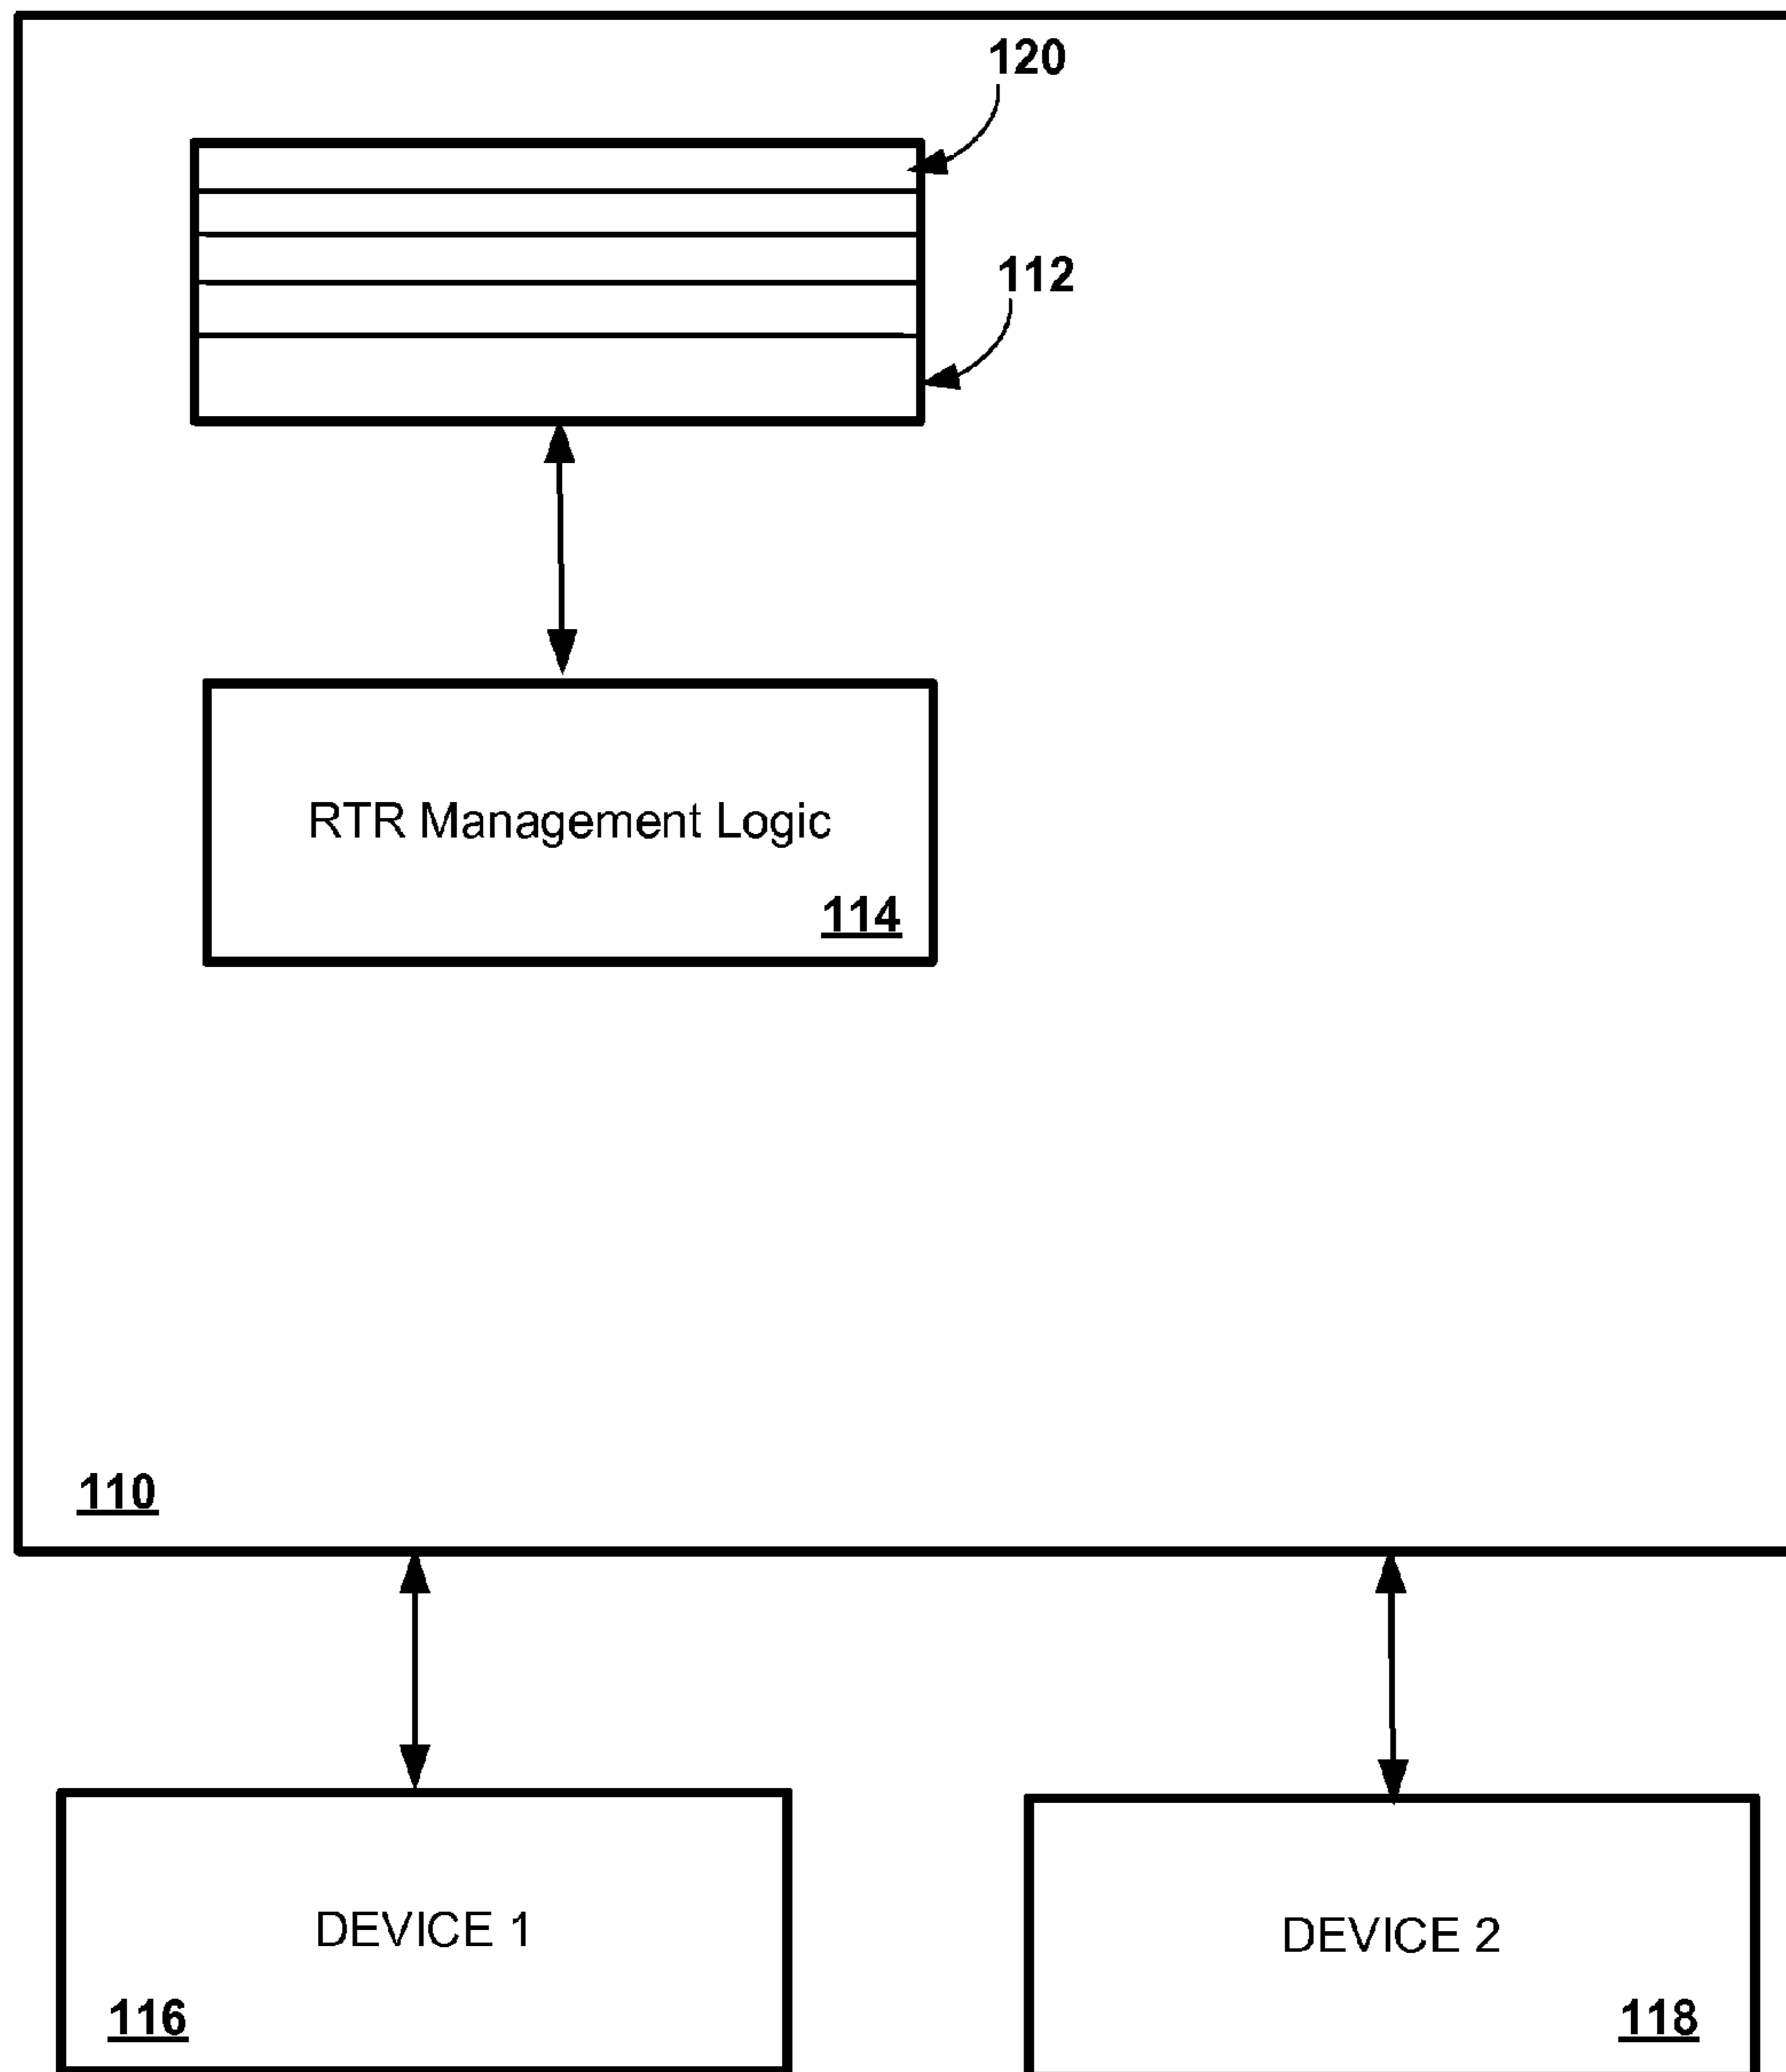 120
112
RTR Management Logic
114
110
DEVICE 1
116
DEVICE 2
118